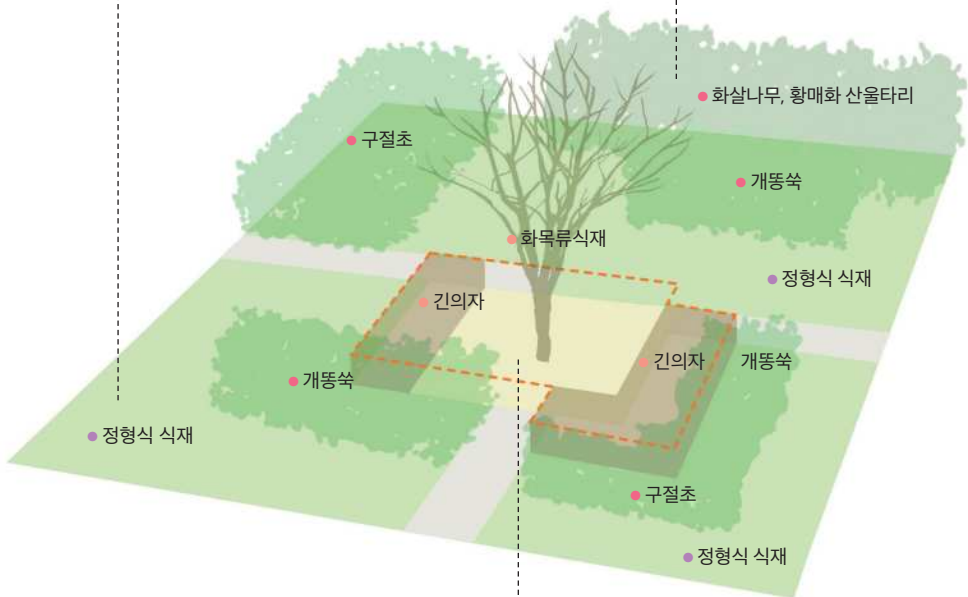 화살나무, 황매화 산울타리
구절초
개똥쑥
화목류식재
정형식 식재
긴의자
긴의자
개똥쑥
개똥쑥
정형식 식재
구절초
정형식 식재